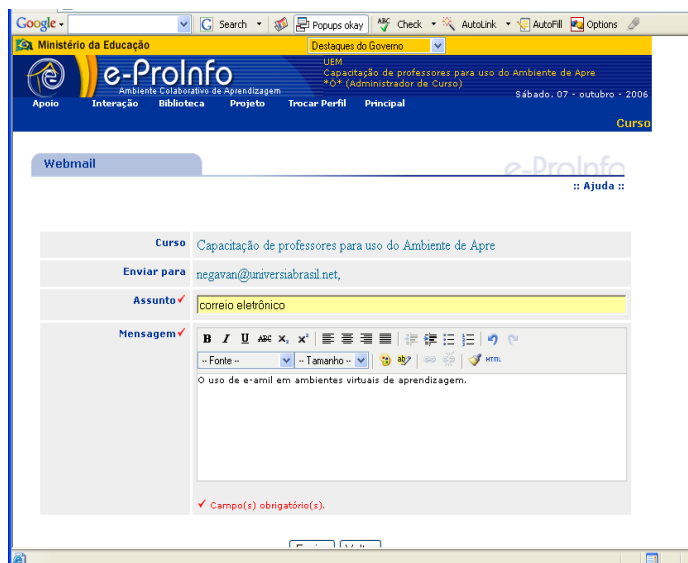 Google Search Popups okay ABC Check AutoLink AutoFill Options
Ministério da Educação Destaques do Governo
UEM
Capacitação de professores para uso do Ambiente de Apre
*Ö* (Administrador de Curso)
e-ProInfo
Ambiente Colaborativo de Aprendizagem
Sábado. 07 - outubro - 2006
Apoio Interação Biblioteca Projeto Trocar Perfil Principal
Curso
Webmail
e-ProInfo
:: Ajuda ::
Curso Capacitação de professores para uso do Ambiente de Apre
Enviar para negavan@universiabrasil.net,
Assunto correio eletrônico
Mensagem B I U ABC X, x²
-- Fonte -- -- Tamanho -- ab HTML
O uso de e-amil em ambientes virtuais de aprendizagem.
Campo(s) obrigatório(s).